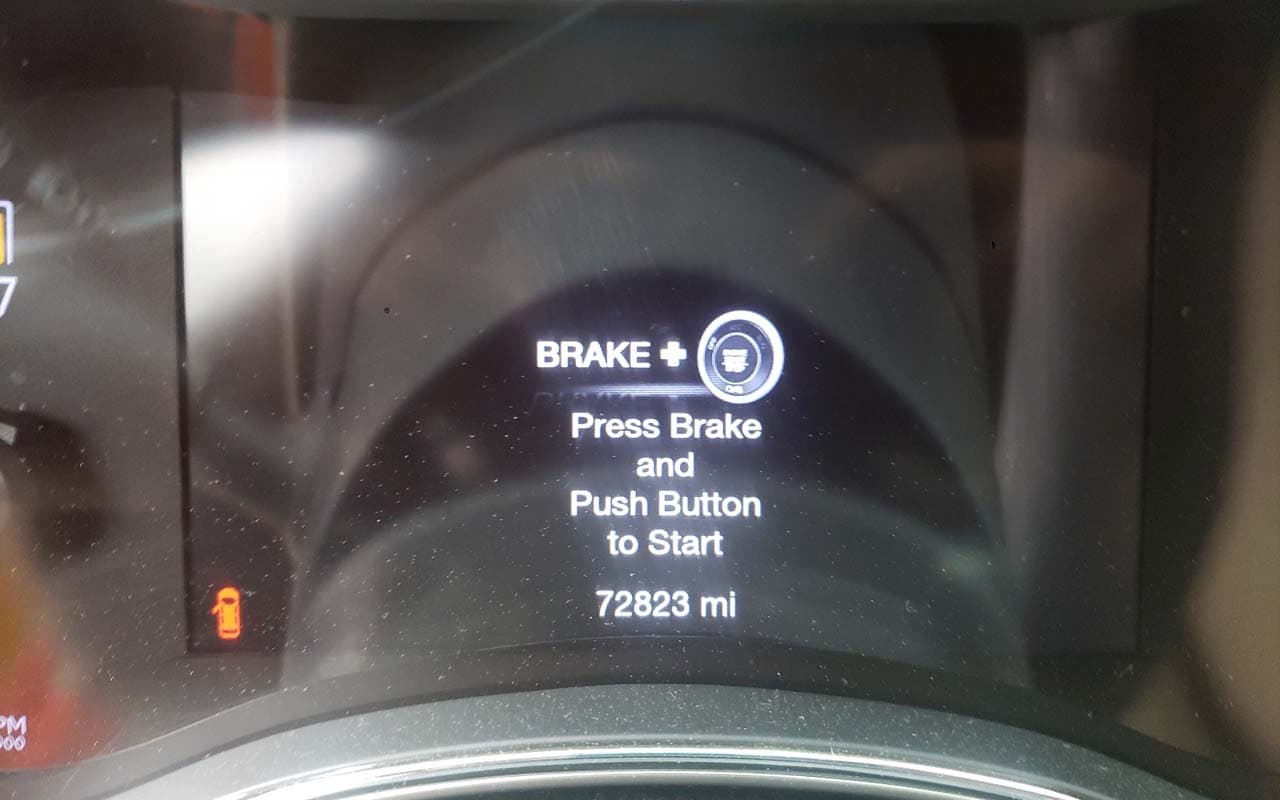 BRAKE +
Press Brake
and
Push Button
to Start
72823 mi